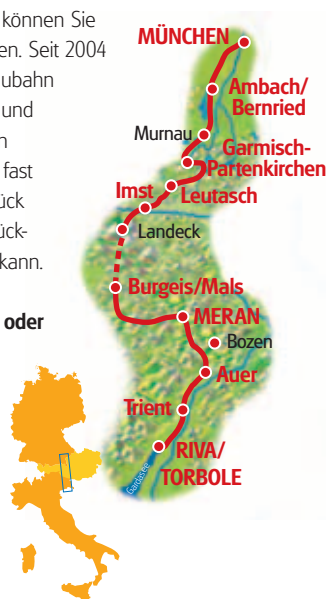 können Sie
en. Seit 2004
ubahn
und
n
fast
ück
ück-
kann.
oder
MÜNCHEN
Ambach/
Bernried
Murnau
Garmisch-
Partenkirchen
Leutasch
Imst
Landeck
Burgeis/Mals
MERAN
Bozen
Auer
Trient
RIVA/
TORBOLE
Gardasee